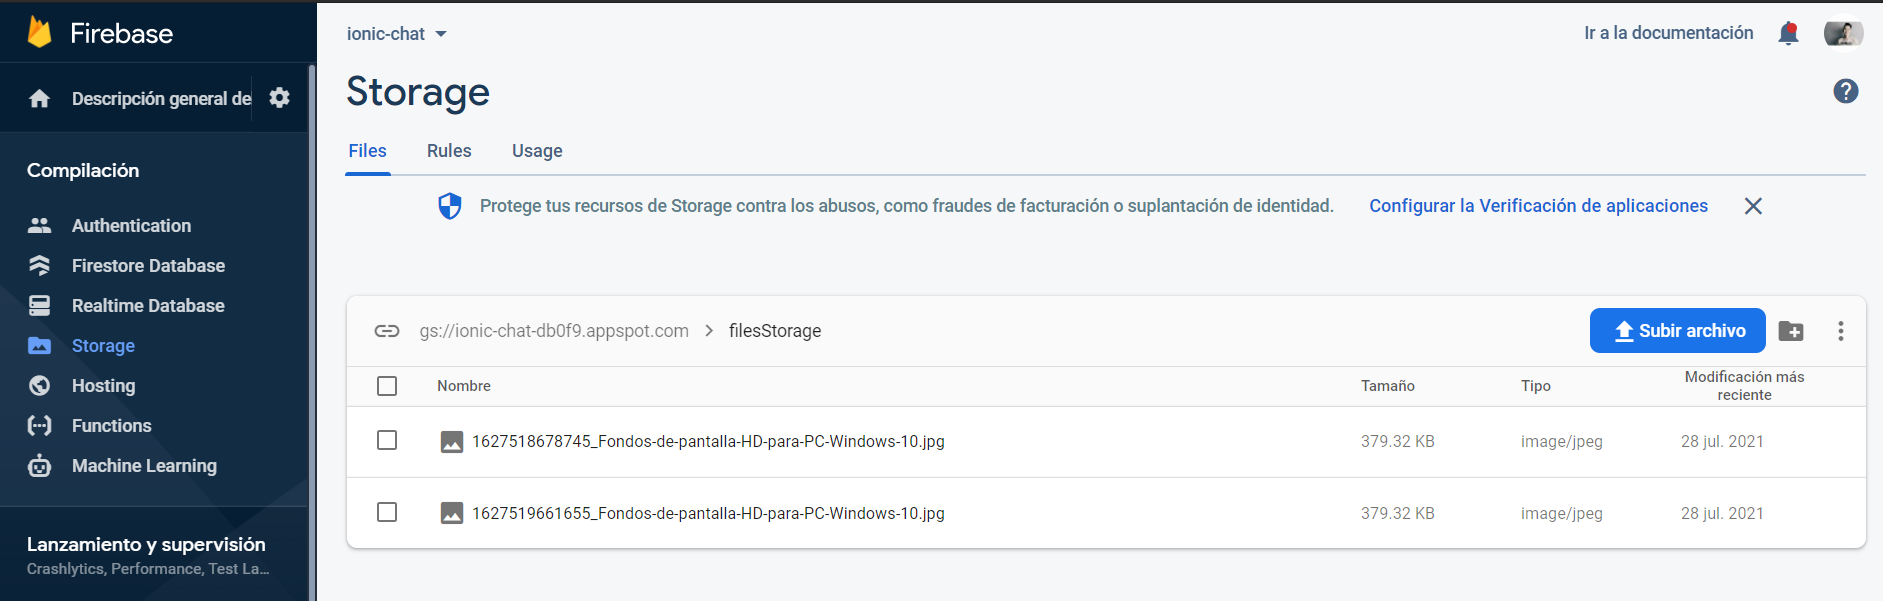 Firebase
Descripción general de
Compilación
Authentication
Firestore Database
Realtime Database
Storage
Hosting
Functions
Machine Learning
Lanzamiento y supervisión
Crashlytics, Performance, Test La...
ionic-chat
Ir a la documentación
Storage
?
Files Rules Usage
Protege tus recursos de Storage contra los abusos, como fraudes de facturación o suplantación de identidad. Configurar la Verificación de aplicaciones
gs://ionic-chat-db0f9.appspot.com > filesStorage Subir archivo
Nombre Tamaño Tipo Modificación más
reciente
1627518678745_Fondos-de-pantalla-HD-para-PC-Windows-10.jpg 379.32 KB image/jpeg 28 jul. 2021
1627519661655_Fondos-de-pantalla-HD-para-PC-Windows-10.jpg 379.32 KB image/jpeg 28 jul. 2021